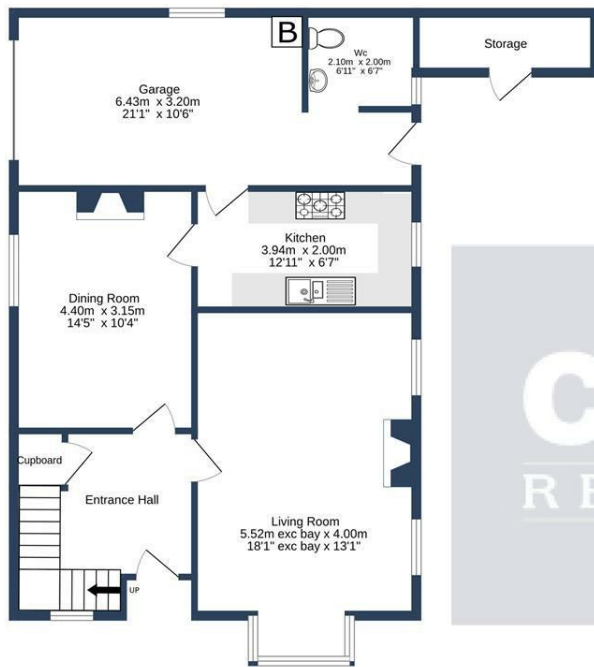 B
Wc
2.10m x 2.00m
6'11" x 6'7"
Storage
Garage
6.43m x 3.20m
21'1" x 10'6"
Kitchen
3.94m x 2.00m
12'11" x 6'7"
Dining Room
4.40m x 3.15m
14'5" x 10'4"
Cupboard
Entrance Hall
Living Room
5.52m exc bay x 4.00m
18'1" exc bay x 13'1"
UP
C
RE